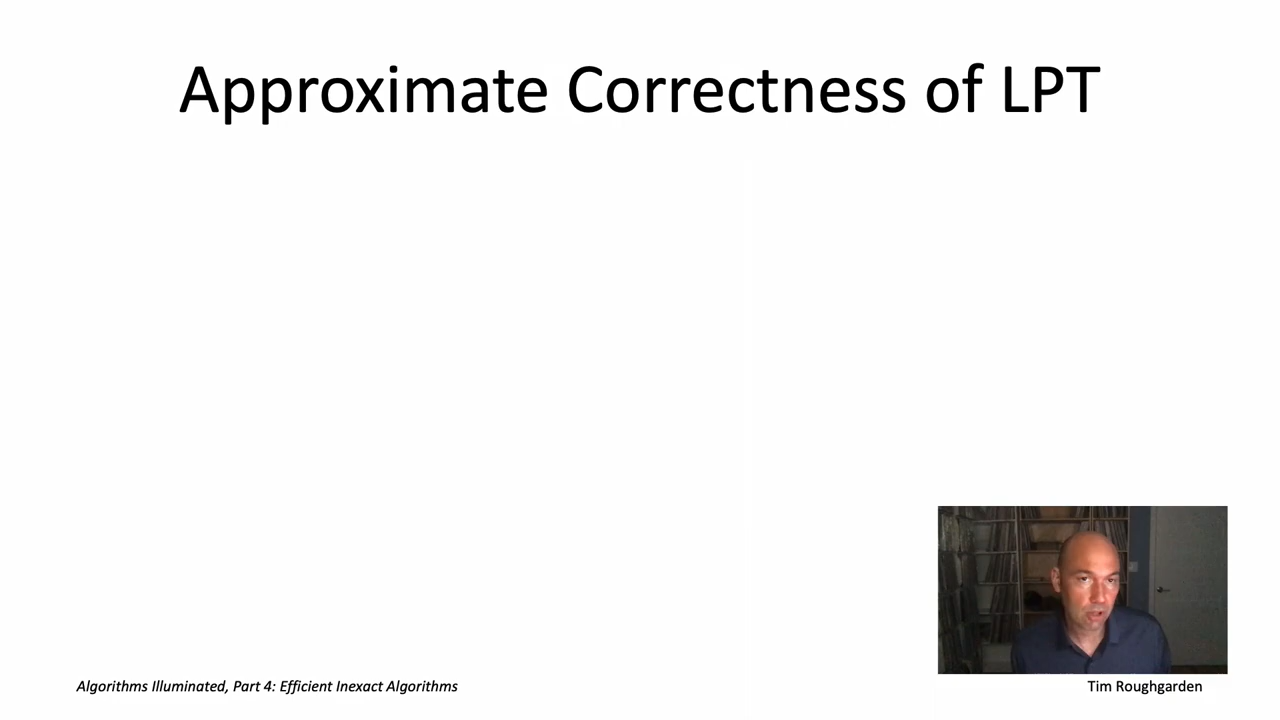 Approximate Correctness of LPT
Algorithms Illuminated, Part 4: Efficient Inexact Algorithms
Tim Roughgarden